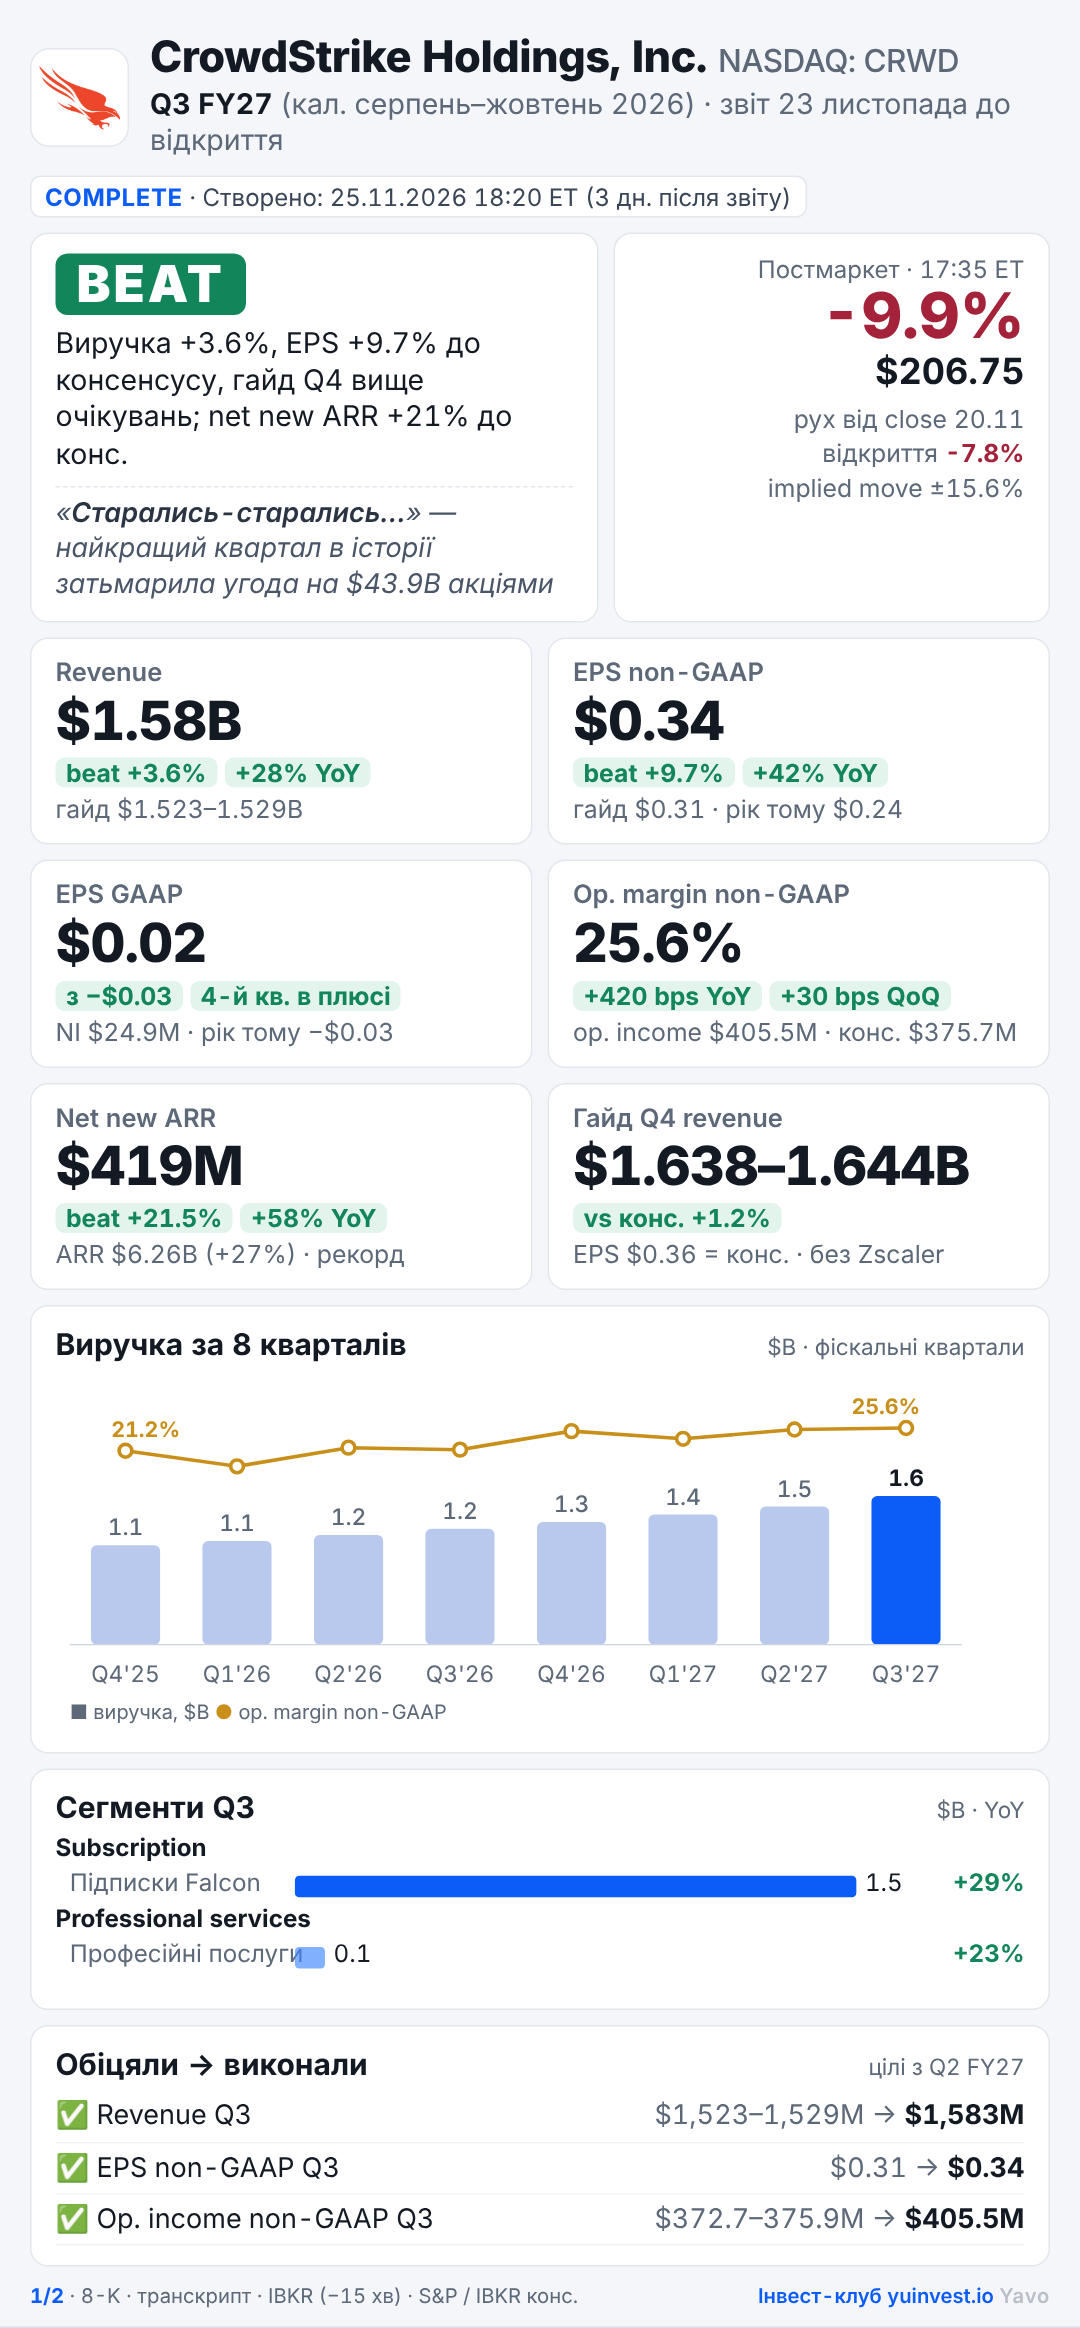 CrowdStrike Holdings, Inc. NASDAQ: CRWD
Q3 FY27 (кал. серпень–жовтень 2026) · звіт 23 листопада до
відкриття
COMPLETE · Створено: 25.11.2026 18:20 ET (3 дн. після звіту)
BEAT
Виручка +3.6%, EPS +9.7% до
консенсусу, гайд Q4 вище
очікувань; net new ARR +21% до
конс.
«Старались-старались...» —
найкращий квартал в історії
затьмарила угода на $43.9B акціями
Постмаркет · 17:35 ET
-9.9%
$206.75
рух від close 20.11
відкриття -7.8%
implied move ±15.6%
Revenue
$1.58B
beat +3.6% +28% YoY
гайд $1.523–1.529B
EPS non-GAAP
$0.34
beat +9.7% +42% YoY
гайд $0.31 · рік тому $0.24
EPS GAAP
$0.02
з −$0.03 4-й кв. в плюсі
NI $24.9M · рік тому −$0.03
Op. margin non-GAAP
25.6%
+420 bps YoY +30 bps QoQ
op. income $405.5M · конс. $375.7M
Net new ARR
$419M
beat +21.5% +58% YoY
ARR $6.26B (+27%) · рекорд
Гайд Q4 revenue
$1.638–1.644B
vs конс. +1.2%
EPS $0.36 = конс. · без Zscaler
Виручка за 8 кварталів
$B · фіскальні квартали
21.2% 25.6%
1.1 1.1 1.2 1.2 1.3 1.4 1.5 1.6
Q4'25 Q1'26 Q2'26 Q3'26 Q4'26 Q1'27 Q2'27 Q3'27
виручка, $B op. margin non-GAAP
Сегменти Q3
$B · YoY
Subscription
Підписки Falcon 1.5 +29%
Professional services
Професійні послуги 0.1 +23%
Обіцяли → виконали
цілі з Q2 FY27
✅ Revenue Q3 $1,523–1,529M → $1,583M
✅ EPS non-GAAP Q3 $0.31 → $0.34
✅ Op. income non-GAAP Q3 $372.7–375.9M → $405.5M
1/2 · 8-K · транскрипт · IBKR (−15 хв) · S&P / IBKR конс.
Інвест-клуб yuinvest.io Yavo